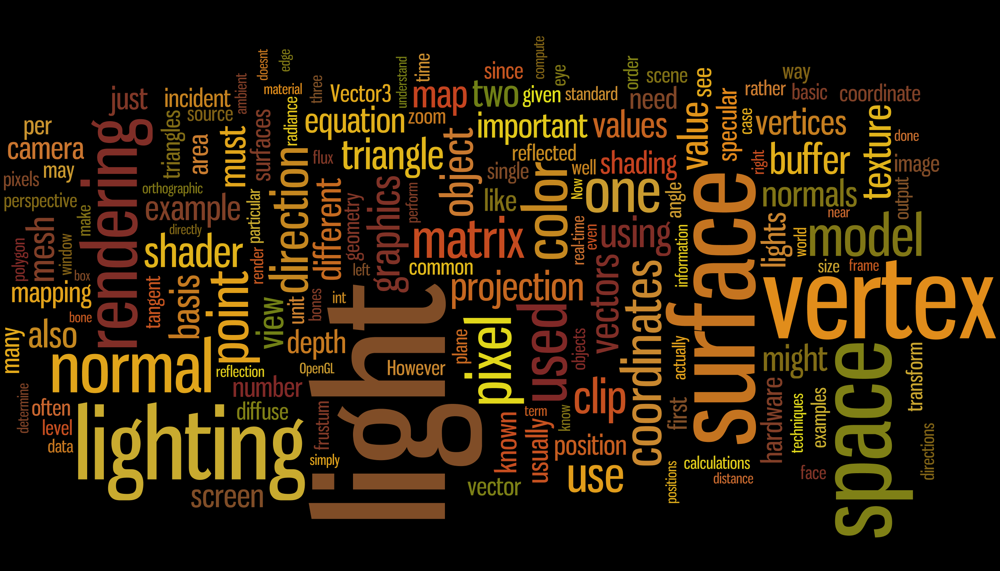 compute
doesnt
edge
time
understand
order
since
eye
scene
see
way
ambient
material
three
Vector3
map
two
given
standard
need
rather
basic
coordinate
just
incident
source
radiance
equation
zoom
important
values
value
specular
case
vertices
texture
done
per
camera
triangles
area
must
surfaces
flux
triangle
object
reflected
single
well
shading
right
buffer
image
may
pixels
rendering
orthographic
direction
different
graphics
like
color
Now
one
angle
surface
normals
output
near
perspective
make
example
particular
directly
geometry
perform
matrix
real-time
even
using
information
lights
world
model
mesh
polygon
window
box
shader
render
left
common
size
frame
mapping
tangent
basis
point
view
unit
bones
int
projection
vectors
coordinates
vertex
bone
also
many
normal
reflection
depth
OpenGL
However
light
plane
pixel
used
objects
actually
might
space
transform
number
diffuse
clip
determine
often
level
data
lighting
frustum
simply
known
term
usually
know
first
hardware
techniques
examples
directions
position
use
calculations
distance
positions
face
vector
screen